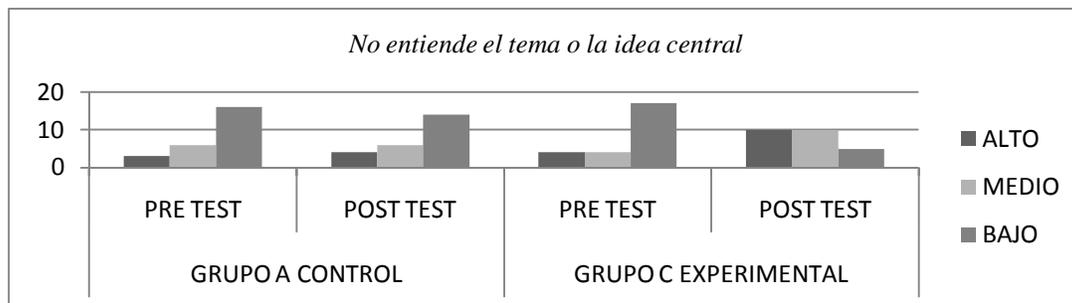 No entiende el tema o la idea central
20
10
0
ALTO
MEDIO
BAJO
PRE TEST
POST TEST
PRE TEST
POST TEST
GRUPO A CONTROL
GRUPO C EXPERIMENTAL